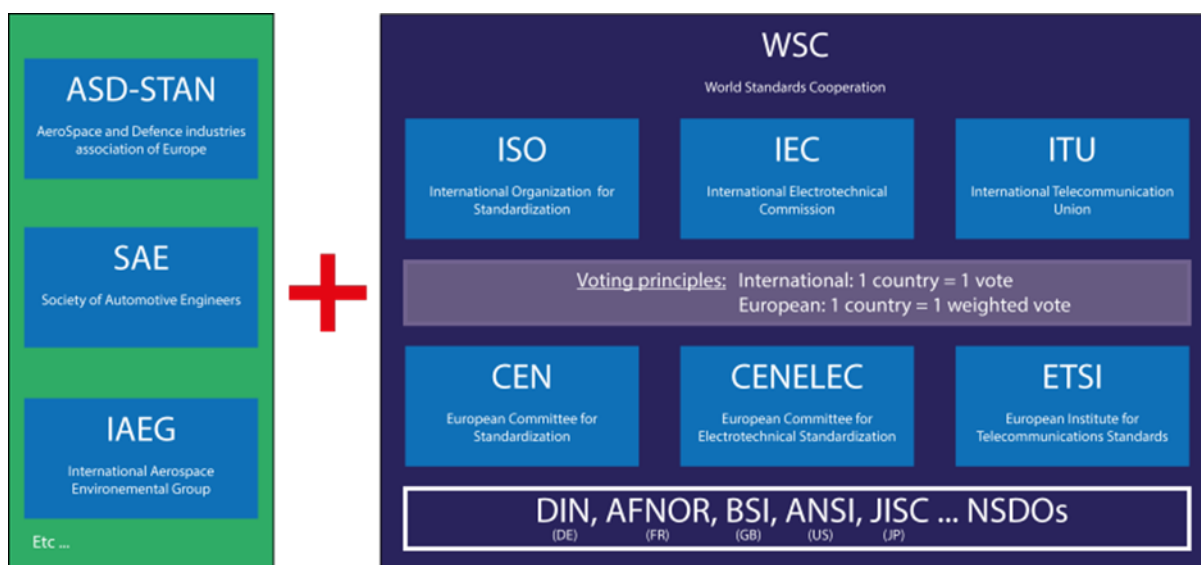 ASD-STAN
AeroSpace and Defence industries
association of Europe
SAE
Society of Automotive Engineers
IAEG
International Aerospace
Environemental Group
Etc ...
WSC
World Standards Cooperation
ISO
International Organization for
Standardization
IEC
International Electrotechnical
Commission
ITU
International Telecommunication
Union
Voting principles: International: 1 country = 1 vote
European: 1 country = 1 weighted vote
CEN
European Committee for
Standardization
CENELEC
European Committee for
Electrotechnical Standardization
ETSI
European Institute for
Telecommunications Standards
DIN, AFNOR, BSI, ANSI, JISC ... NSDOs
(DE) (FR) (GB) (US) (JP)